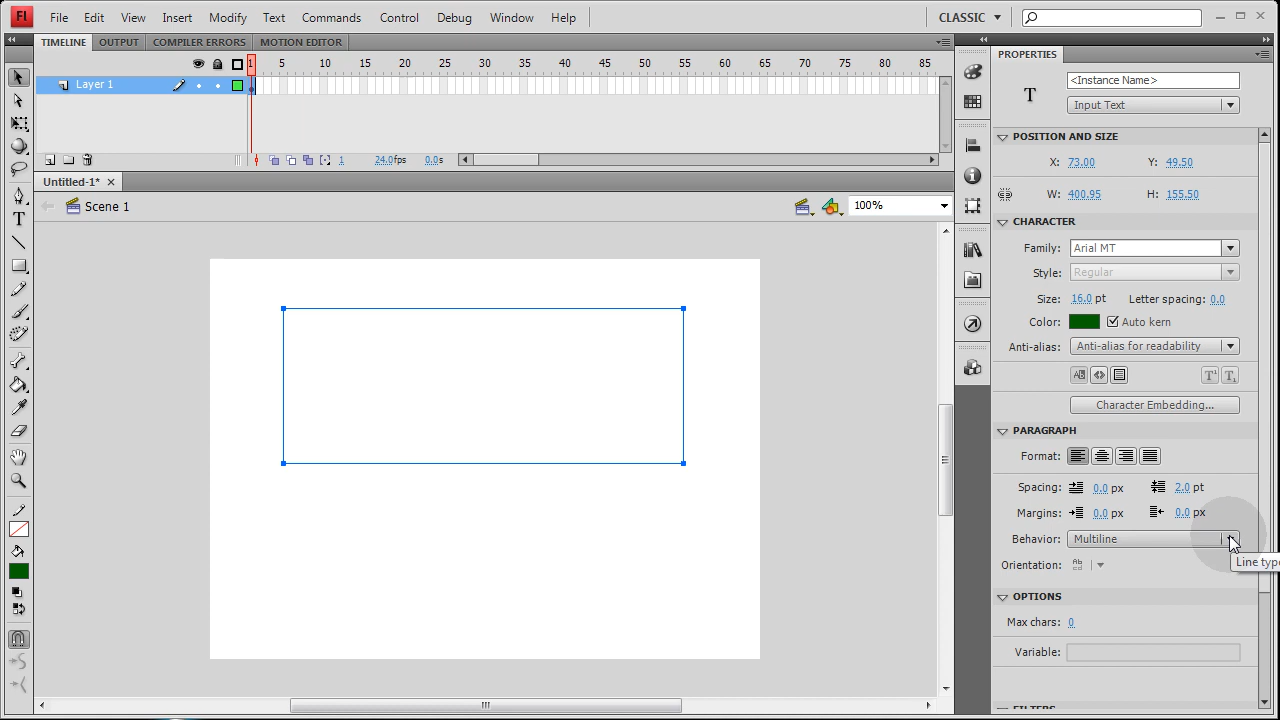 Fl File Edit View Insert Modify Text Commands Control Debug Window Help CLASSIC
TIMELINE OUTPUT COMPILER ERRORS MOTION EDITOR PROPERTIES
1 10 15 20 25 30 35 40 45 50 55 60 65 70 75 80 85
Layer 1
<Instance Name>
T Input Text
POSITION AND SIZE
1 24.0fps 0.0s
X: 73.00 Y: 49.50
Untitled-1*
W: 400.95 H: 155.50
Scene 1 100%
CHARACTER
Family: Arial MT
Style: Regular
Size: 16.0 pt Letter spacing: 0.0
Color: Auto kern
Anti-alias: Anti-alias for readability
Character Embedding...
PARAGRAPH
Format:
Spacing: 0.0 px 2.0 pt
Margins: 0.0 px 0.0 px
Behavior: Multiline
Line type
Orientation: Ab
OPTIONS
Max chars: 0
Variable: